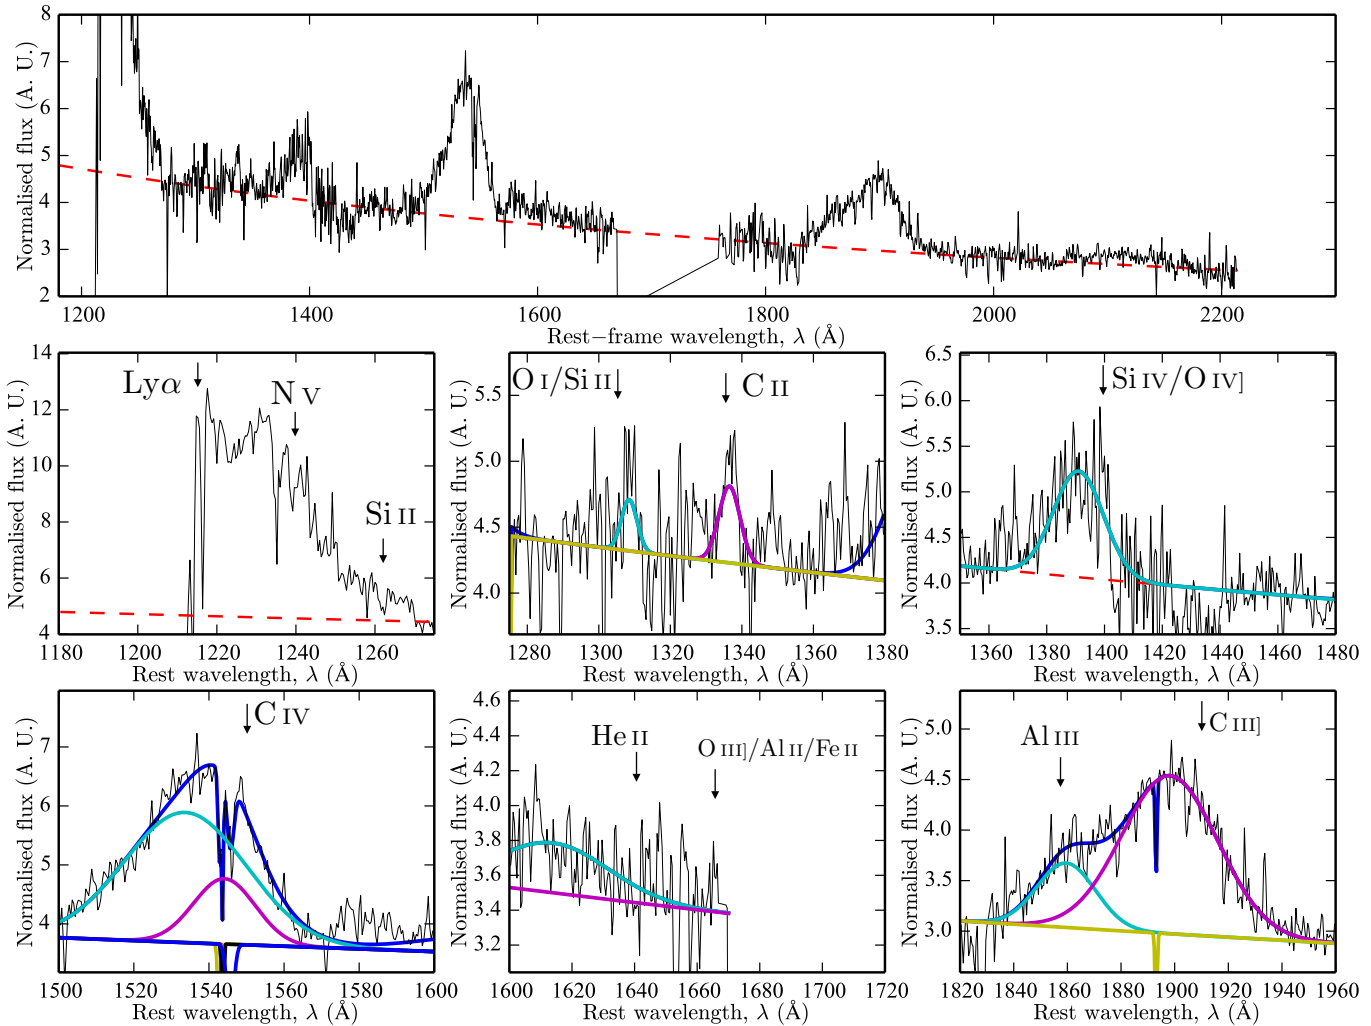 Normalised flux (A. U.)
8
7
6
5
4
3
2
1200 1400 1600 1800 2000 2200
Rest−frame wavelength, λ (Å)
Normalised flux (A. U.)
14
12
10
8
6
4
Lyα
N V
Si II
1180 1200 1220 1240 1260
Rest wavelength, λ (Å)
Normalised flux (A. U.)
5.5
5.0
4.5
4.0
O I/Si II
C II
1280 1300 1320 1340 1360 1380
Rest wavelength, λ (Å)
Normalised flux (A. U.)
6.5
6.0
5.5
5.0
4.5
4.0
3.5
Si IV/O IV]
1360 1380 1400 1420 1440 1460 1480
Rest wavelength, λ (Å)
Normalised flux (A. U.)
7
6
5
4
C IV
1500 1520 1540 1560 1580 1600
Rest wavelength, λ (Å)
Normalised flux (A. U.)
4.6
4.4
4.2
4.0
3.8
3.6
3.4
3.2
He II
O III]/Al II/Fe II
1600 1620 1640 1660 1680 1700 1720
Rest wavelength, λ (Å)
Normalised flux (A. U.)
5.0
4.5
4.0
3.5
3.0
Al III
C III]
1820 1840 1860 1880 1900 1920 1940 1960
Rest wavelength, λ (Å)